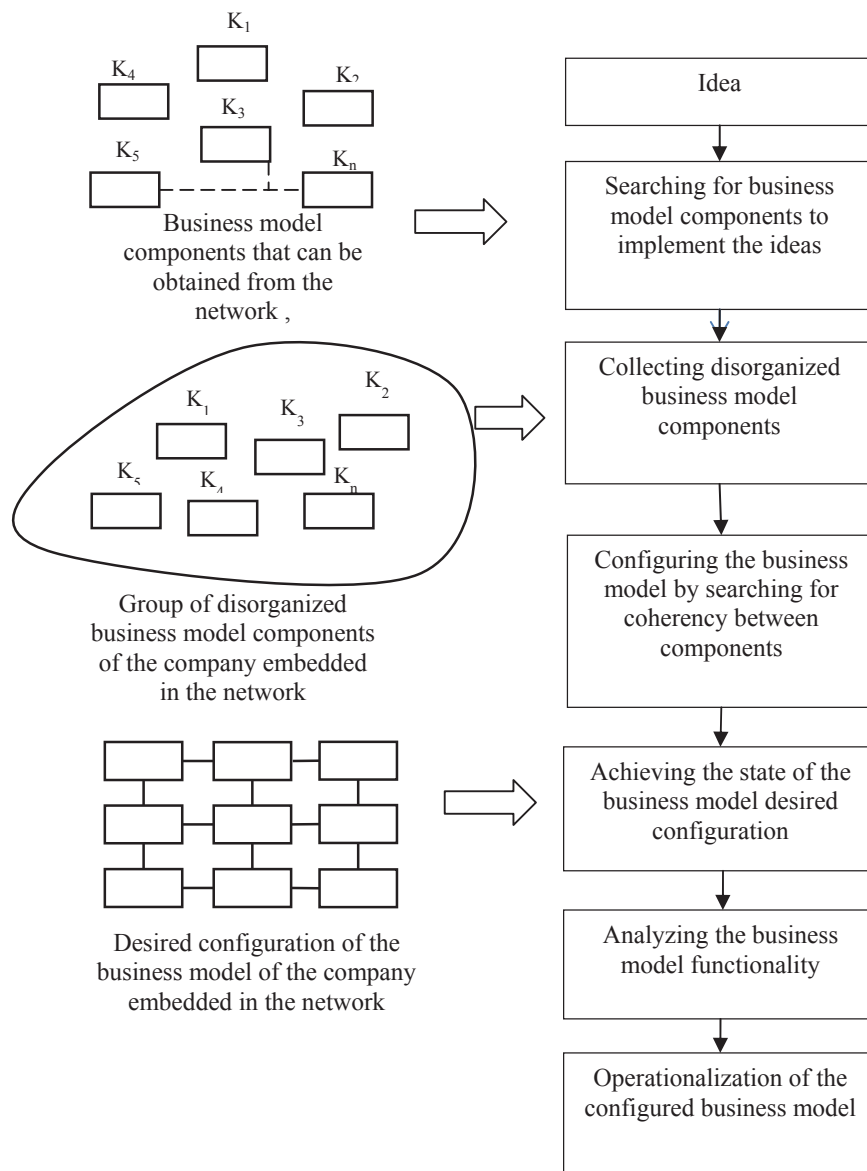 K₁
K₄
K₂
K₃
K₅
Kₙ
Business model
components that can be
obtained from the
network ,
K₁
K₂
K₃
K₅
K₄
Kₙ
Group of disorganized
business model components
of the company embedded
in the network
Desired configuration of the
business model of the company
embedded in the network
Idea
Searching for business
model components to
implement the ideas
Collecting disorganized
business model
components
Configuring the business
model by searching for
coherency between
components
Achieving the state of the
business model desired
configuration
Analyzing the business
model functionality
Operationalization of the
configured business model